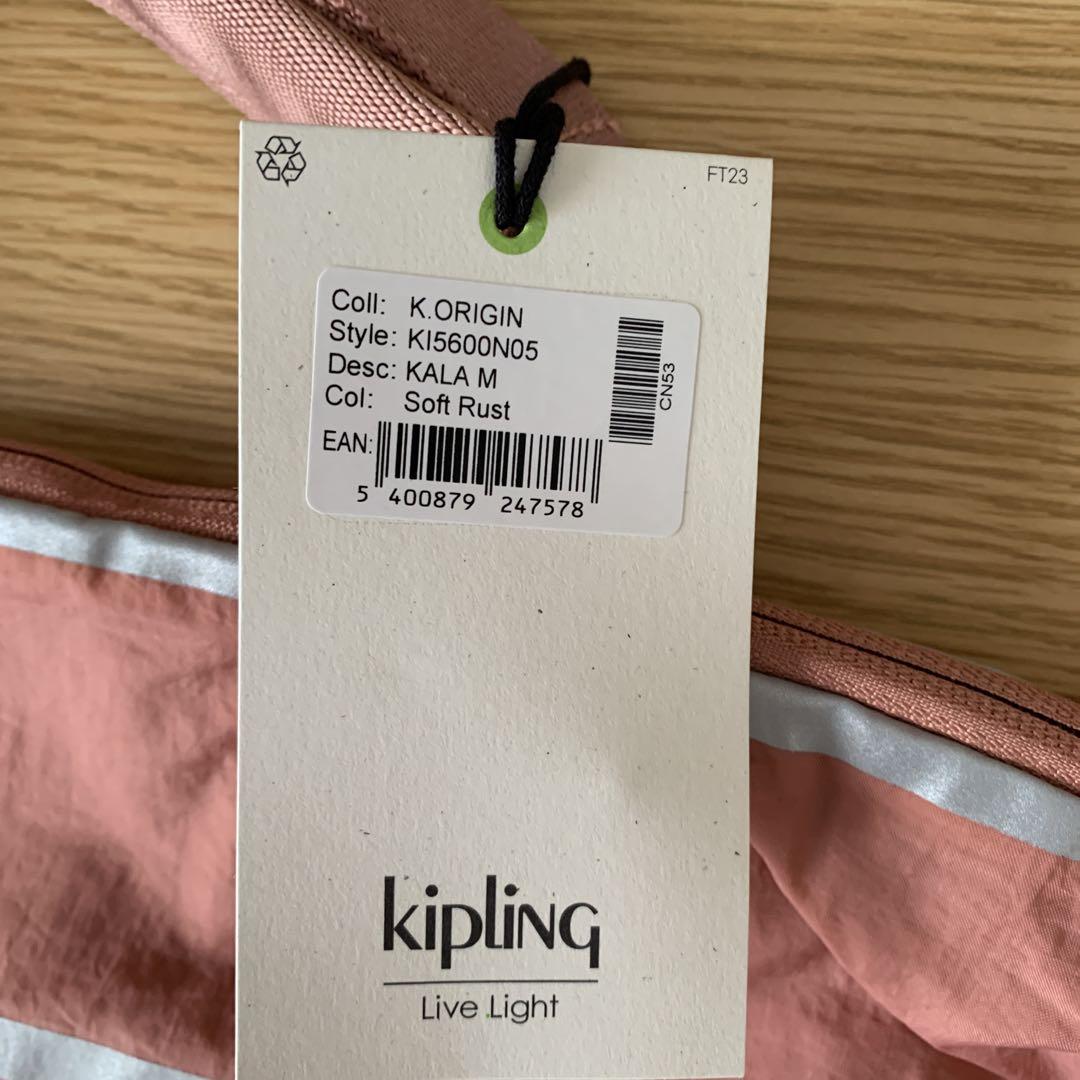 FT23
Coll: K.ORIGIN
Style: KI5600N05
Desc: KALA M
Col: Soft Rust
EAN:
5 400879 247578
CN53
kipling
Live.Light